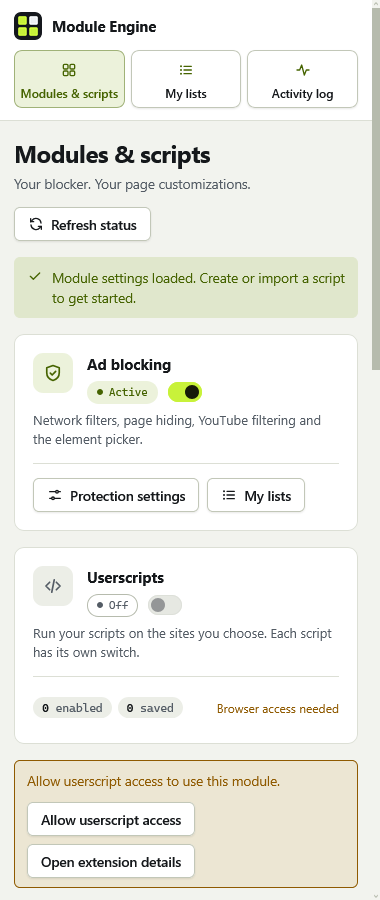 Module Engine
Modules & scripts
My lists
Activity log
Modules & scripts
Your blocker. Your page customizations.
Refresh status
Module settings loaded. Create or import a script
to get started.
Ad blocking
Active
Network filters, page hiding, YouTube filtering and
the element picker.
Protection settings
My lists
Userscripts
Off
Run your scripts on the sites you choose. Each script
has its own switch.
0 enabled
0 saved
Browser access needed
Allow userscript access to use this module.
Allow userscript access
Open extension details